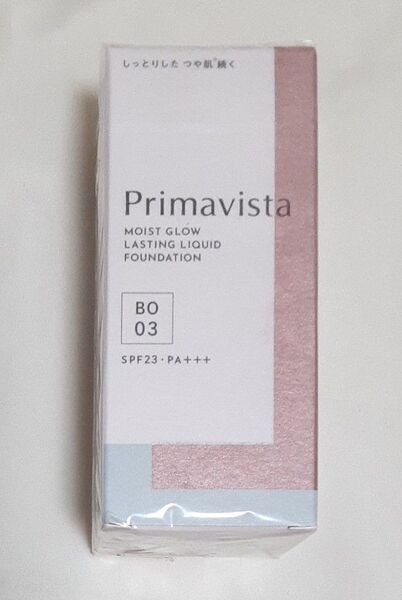 しっとりした つや肌※続く
Primavista
MOIST GLOW
LASTING LIQUID
FOUNDATION
BO
03
SPF23・PA+++